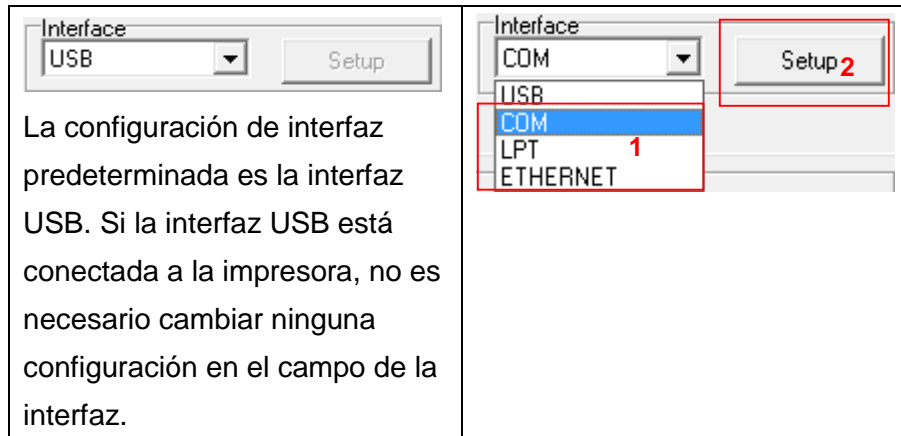 Interface
USB
Setup
La configuración de interfaz
predeterminada es la interfaz
USB. Si la interfaz USB está
conectada a la impresora, no es
necesario cambiar ninguna
configuración en el campo de la
interfaz.
Interface
COM
Setup 2
USB
COM
LPT 1
ETHERNET